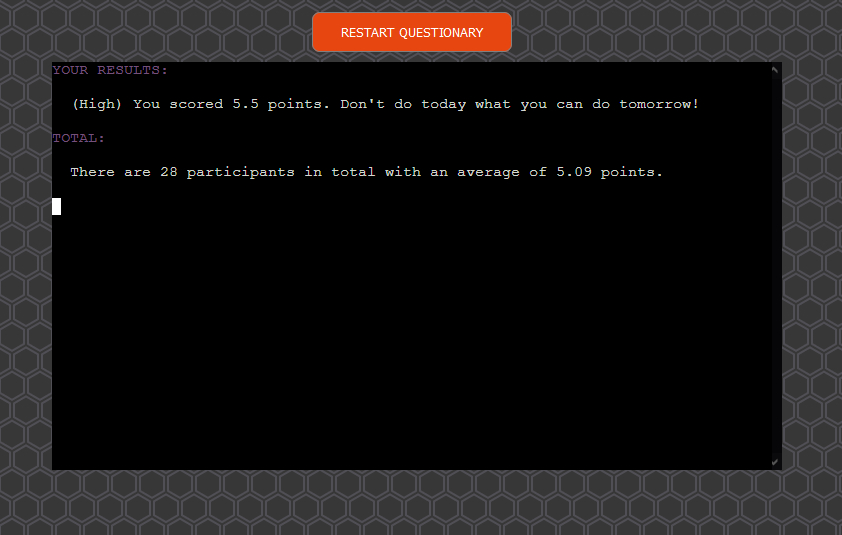 RESTART QUESTIONARY
YOUR RESULTS:
(High) You scored 5.5 points. Don't do today what you can do tomorrow!
TOTAL:
There are 28 participants in total with an average of 5.09 points.